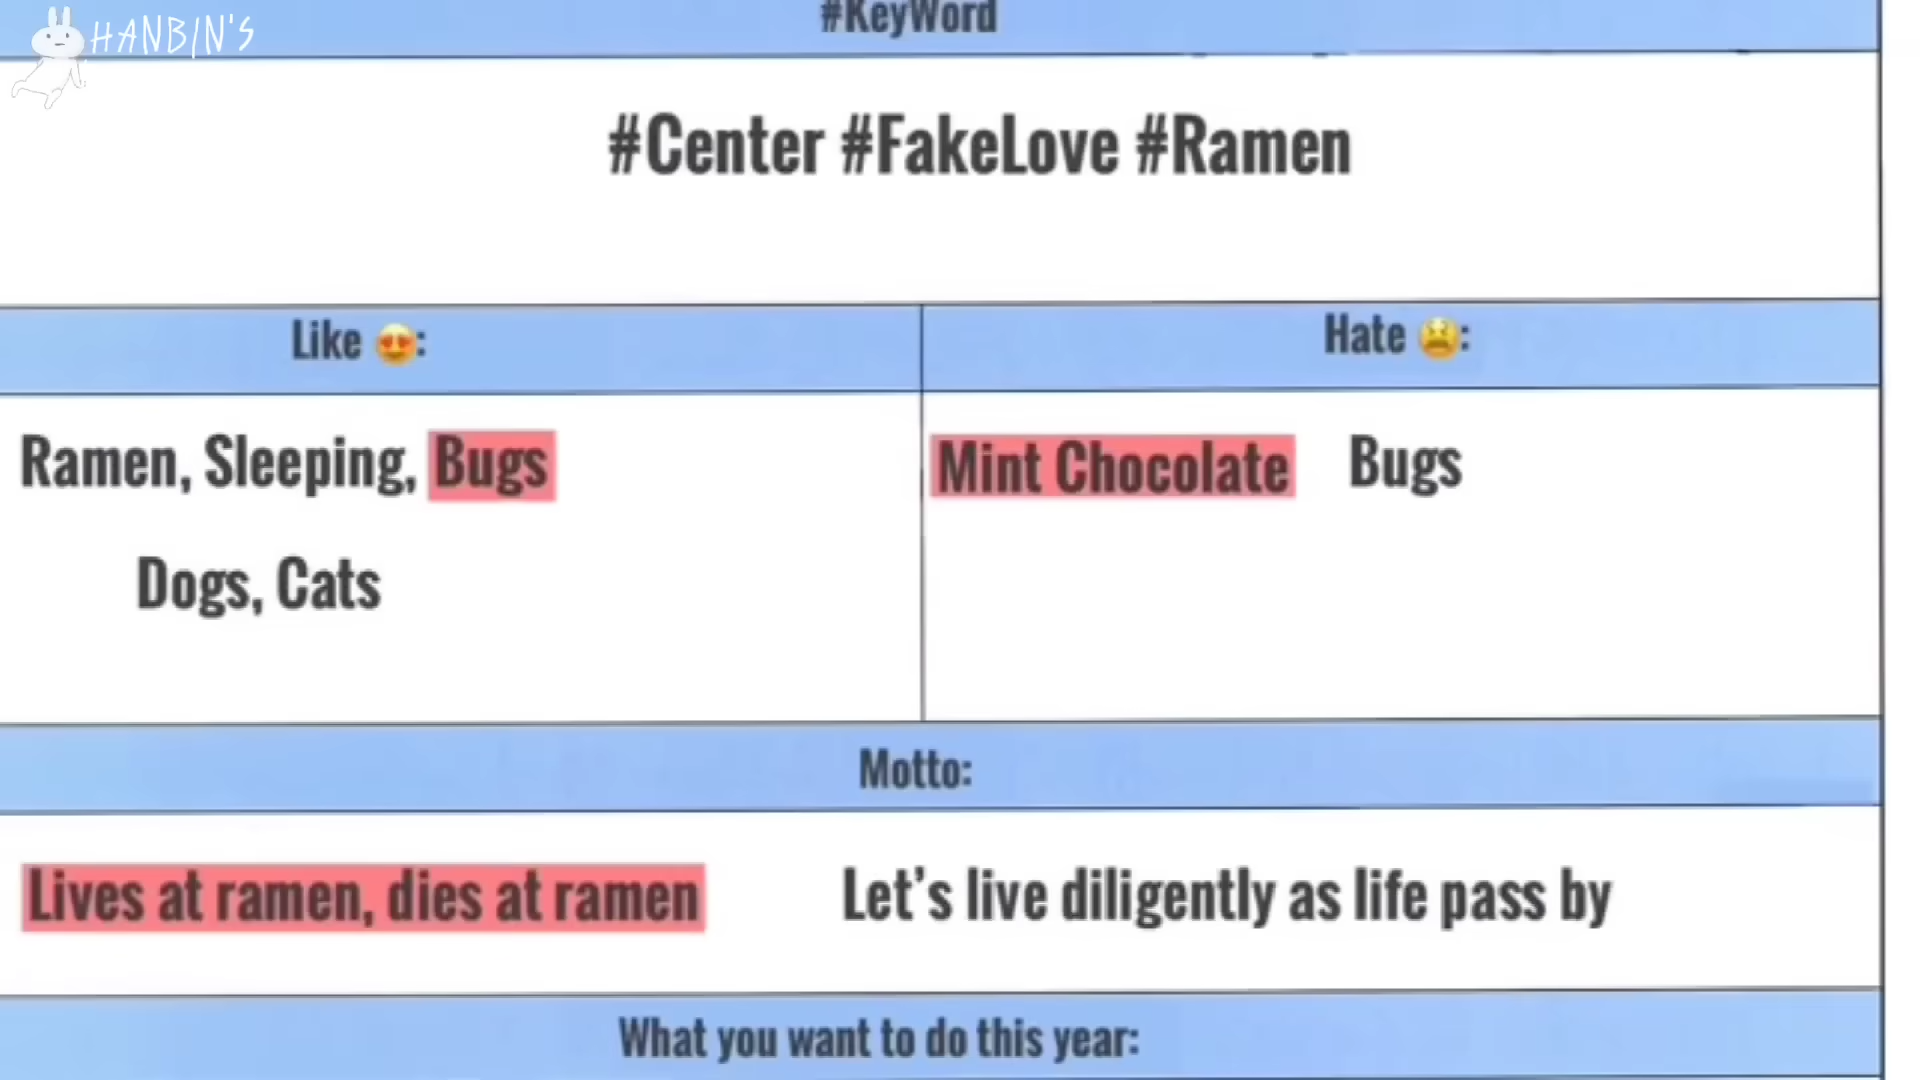 HANBIN'S
#KeyWord
#Center #FakeLove #Ramen
Like 😍:
Hate 😫:
Ramen, Sleeping, Bugs
Dogs, Cats
Mint Chocolate Bugs
Motto:
Lives at ramen, dies at ramen
Let's live diligently as life pass by
What you want to do this year: